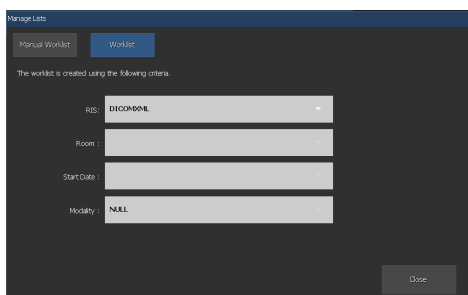 Manage Lists
Manual Worklist
Worklist
The worklist is created using the following criteria.
RIS: DICOMXML
Room :
Start Date :
Modality : NULL
Close